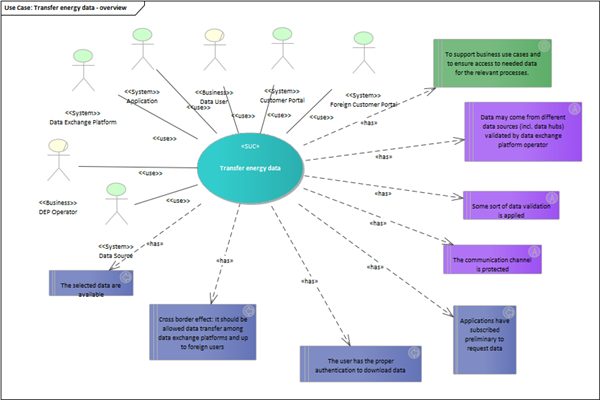 Use Case: Transfer energy data - overview
<<System>>
Data Exchange Platform
<<System>>
Application
<<Business>>
Data User
<<System>>
Customer Portal
<<System>>
Foreign Customer Portal
«use»
«use»
«use»
«use»
«use»
«use»
«use»
<<Business>>
DEP Operator
<<System>>
Data Source
«SUC»
Transfer energy data
To support business use cases and
to ensure access to needed data
for the relevant processes.
«has»
Data may come from different
data sources (incl. data hubs)
validated by data exchange
platform operator
«has»
Some sort of data validation
is applied
«has»
The communication channel
is protected
«has»
Applications have
subscribed
preliminary to
request data
«has»
The user has the proper
authentication to download data
«has»
Cross border effect: it should be
allowed data transfer among
data exchange platforms and up
to foreign users
«has»
The selected data are
available
«has»